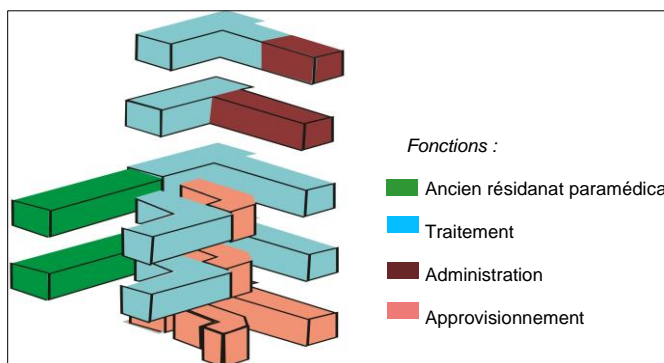 Fonctions :
Ancien résidanat paramédica
Traitement
Administration
Approvisionnement